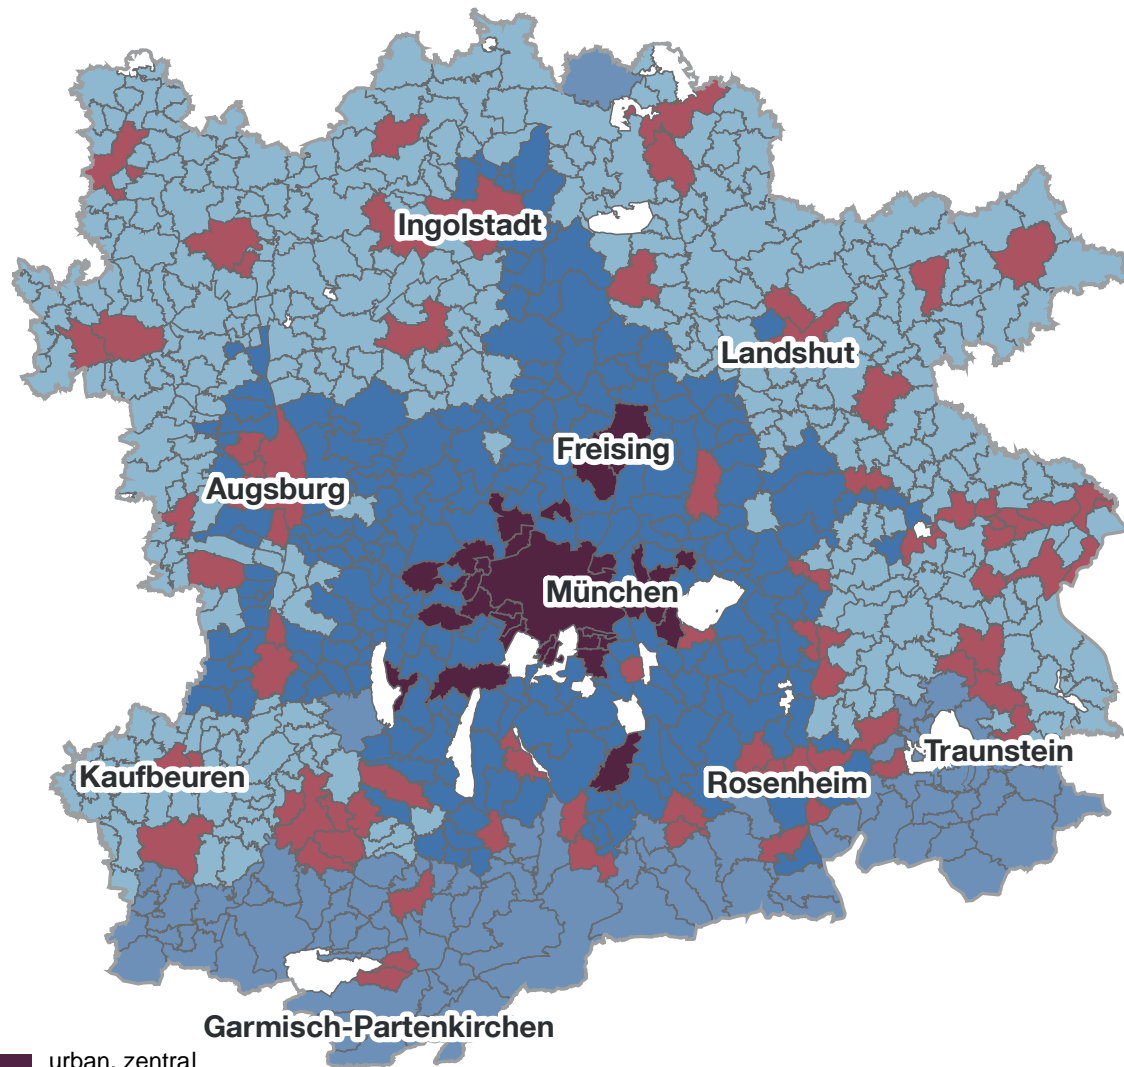 Ingolstadt
Landshut
Freising
Augsburg
München
Traunstein
Kaufbeuren
Rosenheim
Garmisch-Partenkirchen
urban, zentral